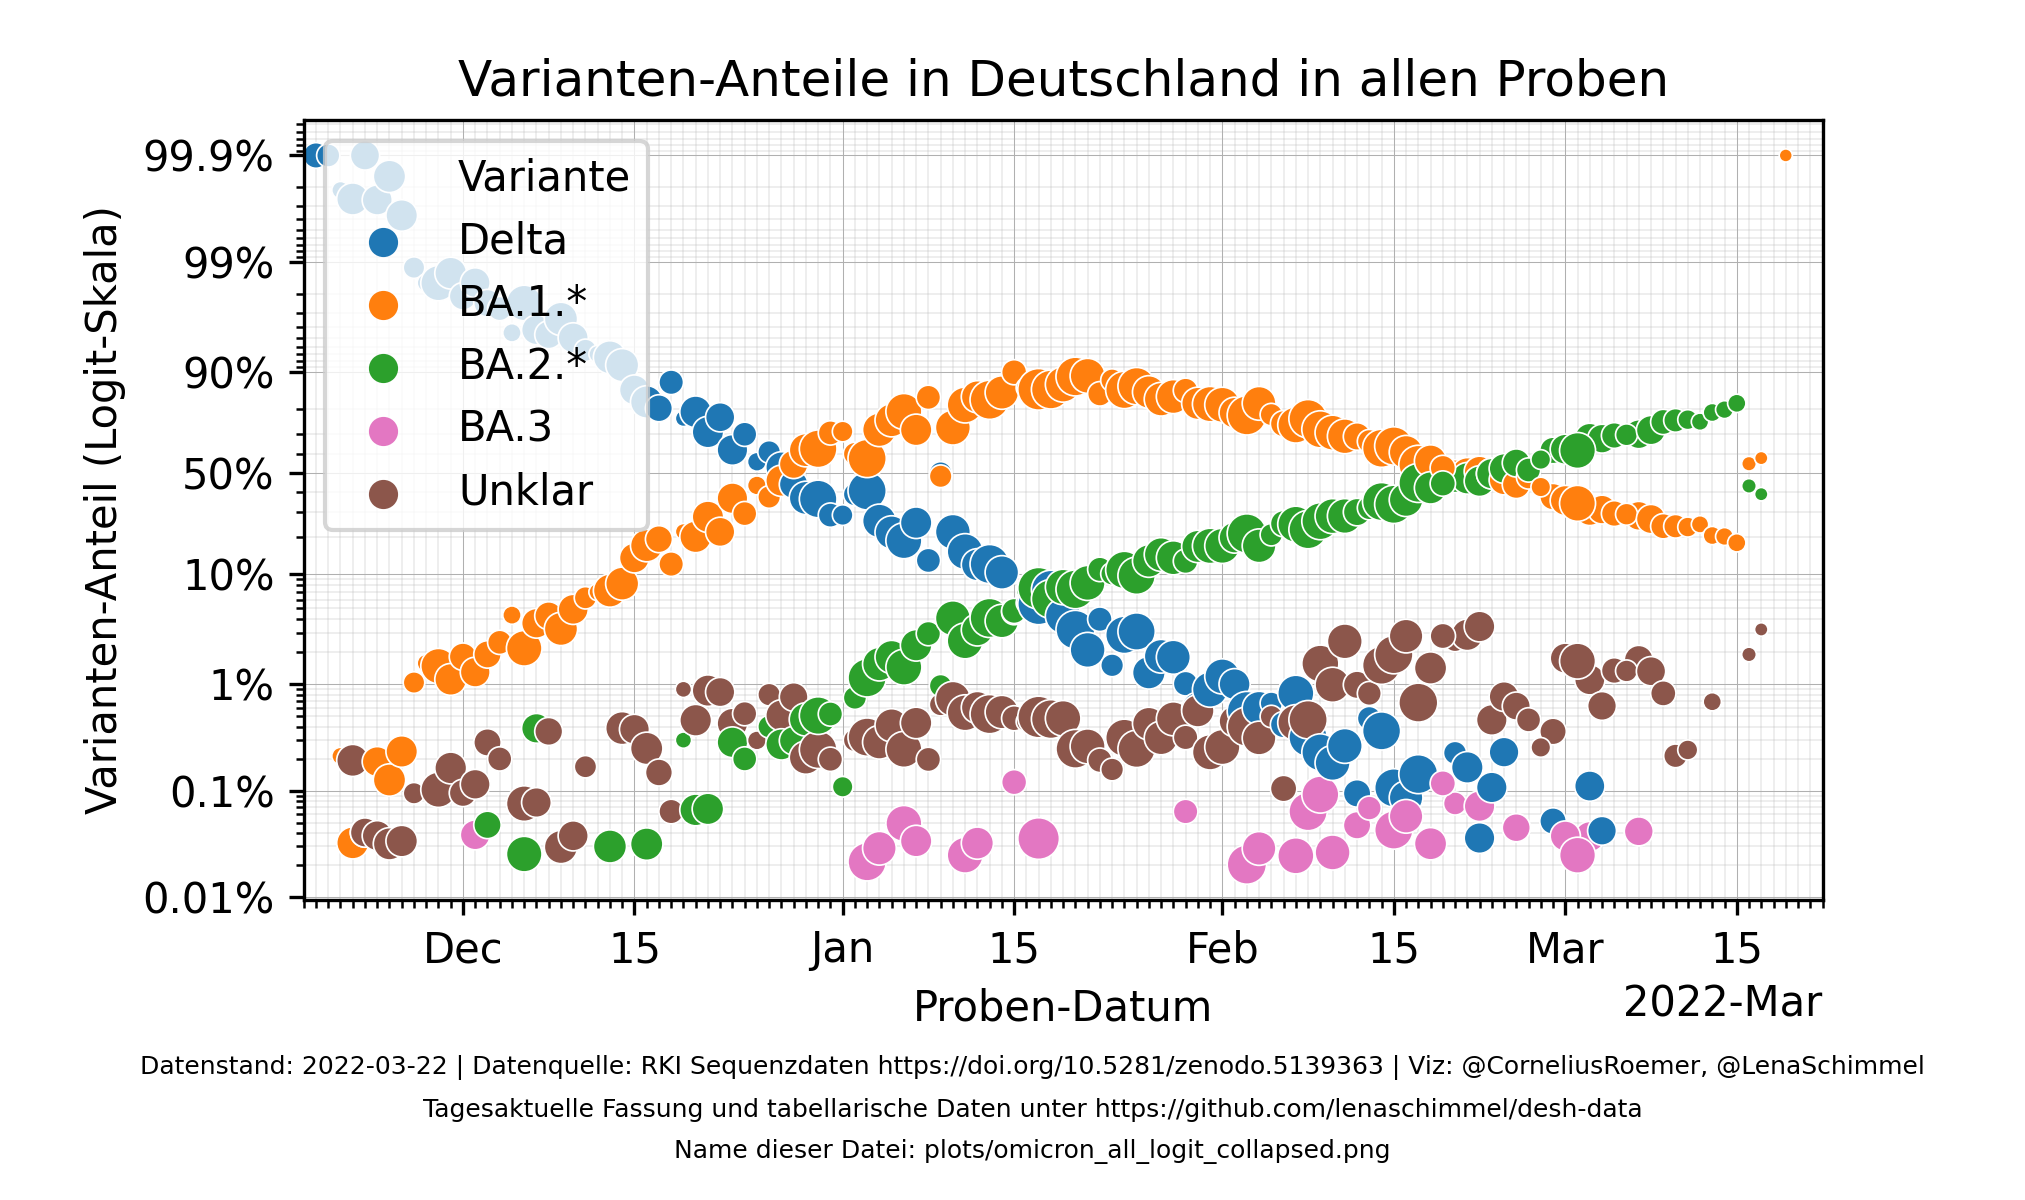 Varianten-Anteile in Deutschland in allen Proben
Varianten-Anteil (Logit-Skala)
99.9%
99%
90%
50%
10%
1%
0.1%
0.01%
Variante
Delta
BA.1.*
BA.2.*
BA.3
Unklar
Dec 15 Jan 15 Feb 15 Mar 15
Proben-Datum
2022-Mar
Datenstand: 2022-03-22 | Datenquelle: RKI Sequenzdaten https://doi.org/10.5281/zenodo.5139363 | Viz: @CorneliusRoemer, @LenaSchimmel
Tagesaktuelle Fassung und tabellarische Daten unter https://github.com/lenaschimmel/desh-data
Name dieser Datei: plots/omicron_all_logit_collapsed.png